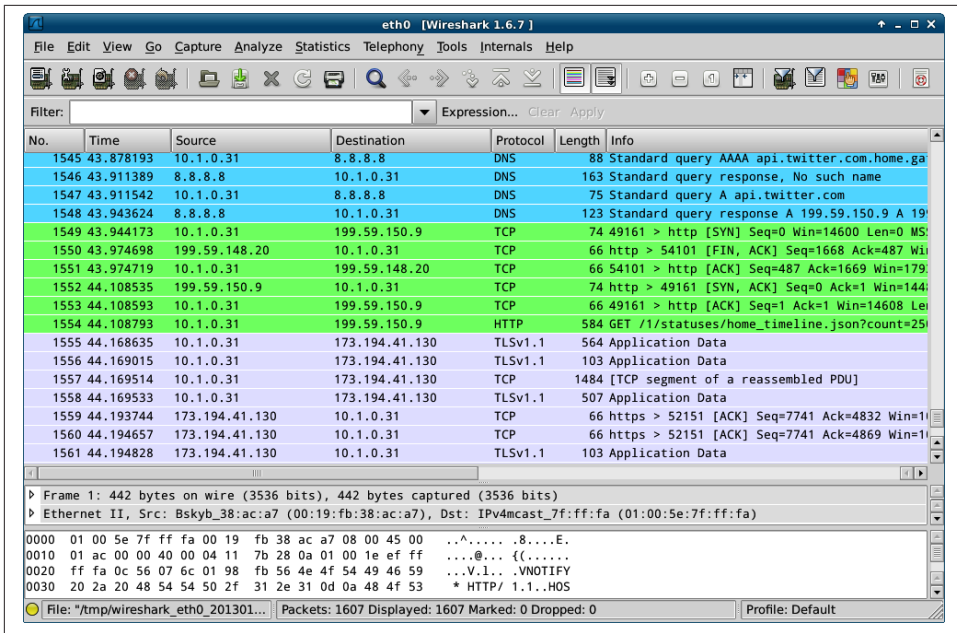 eth0 [Wireshark 1.6.7 ]
File Edit View Go Capture Analyze Statistics Telephony Tools Internals Help
Filter: Expression... Clear Apply
No. Time Source Destination Protocol Length Info
1545 43.878193 10.1.0.31 8.8.8.8 DNS 88 Standard query AAAA api.twitter.com.home.ga
1546 43.911389 8.8.8.8 10.1.0.31 DNS 163 Standard query response, No such name
1547 43.911542 10.1.0.31 8.8.8.8 DNS 75 Standard query A api.twitter.com
1548 43.943624 8.8.8.8 10.1.0.31 DNS 123 Standard query response A 199.59.150.9 A 19
1549 43.944173 10.1.0.31 199.59.150.9 TCP 74 49161 > http [SYN] Seq=0 Win=14600 Len=0 MS
1550 43.974698 199.59.148.20 10.1.0.31 TCP 66 http > 54101 [FIN, ACK] Seq=1668 Ack=487 Wi
1551 43.974719 10.1.0.31 199.59.148.20 TCP 66 54101 > http [ACK] Seq=487 Ack=1669 Win=179
1552 44.108535 199.59.150.9 10.1.0.31 TCP 74 http > 49161 [SYN, ACK] Seq=0 Ack=1 Win=144
1553 44.108593 10.1.0.31 199.59.150.9 TCP 66 49161 > http [ACK] Seq=1 Ack=1 Win=14608 Le
1554 44.108793 10.1.0.31 199.59.150.9 HTTP 584 GET /1/statuses/home_timeline.json?count=25
1555 44.168635 10.1.0.31 173.194.41.130 TLSv1.1 564 Application Data
1556 44.169015 10.1.0.31 173.194.41.130 TLSv1.1 103 Application Data
1557 44.169514 10.1.0.31 173.194.41.130 TCP 1484 [TCP segment of a reassembled PDU]
1558 44.169533 10.1.0.31 173.194.41.130 TLSv1.1 507 Application Data
1559 44.193744 173.194.41.130 10.1.0.31 TCP 66 https > 52151 [ACK] Seq=7741 Ack=4832 Win=1
1560 44.194657 173.194.41.130 10.1.0.31 TCP 66 https > 52151 [ACK] Seq=7741 Ack=4869 Win=1
1561 44.194828 173.194.41.130 10.1.0.31 TLSv1.1 103 Application Data
Frame 1: 442 bytes on wire (3536 bits), 442 bytes captured (3536 bits)
Ethernet II, Src: Bskyb_38:ac:a7 (00:19:fb:38:ac:a7), Dst: IPv4mcast_7f:ff:fa (01:00:5e:7f:ff:fa)
0000 01 00 5e 7f ff fa 00 19 fb 38 ac a7 08 00 45 00 ..^..... .8....E.
0010 01 ac 00 00 40 00 04 11 7b 28 0a 01 00 1e ef ff ....@... {(......
0020 ff fa 0c 56 07 6c 01 98 fb 56 4e 4f 54 49 46 59 ...V.l.. .VNOTIFY
0030 20 2a 20 48 54 54 50 2f 31 2e 31 0d 0a 48 4f 53 * HTTP/ 1.1..HOS
File: "/tmp/wireshark_eth0_201301... Packets: 1607 Displayed: 1607 Marked: 0 Dropped: 0 Profile: Default